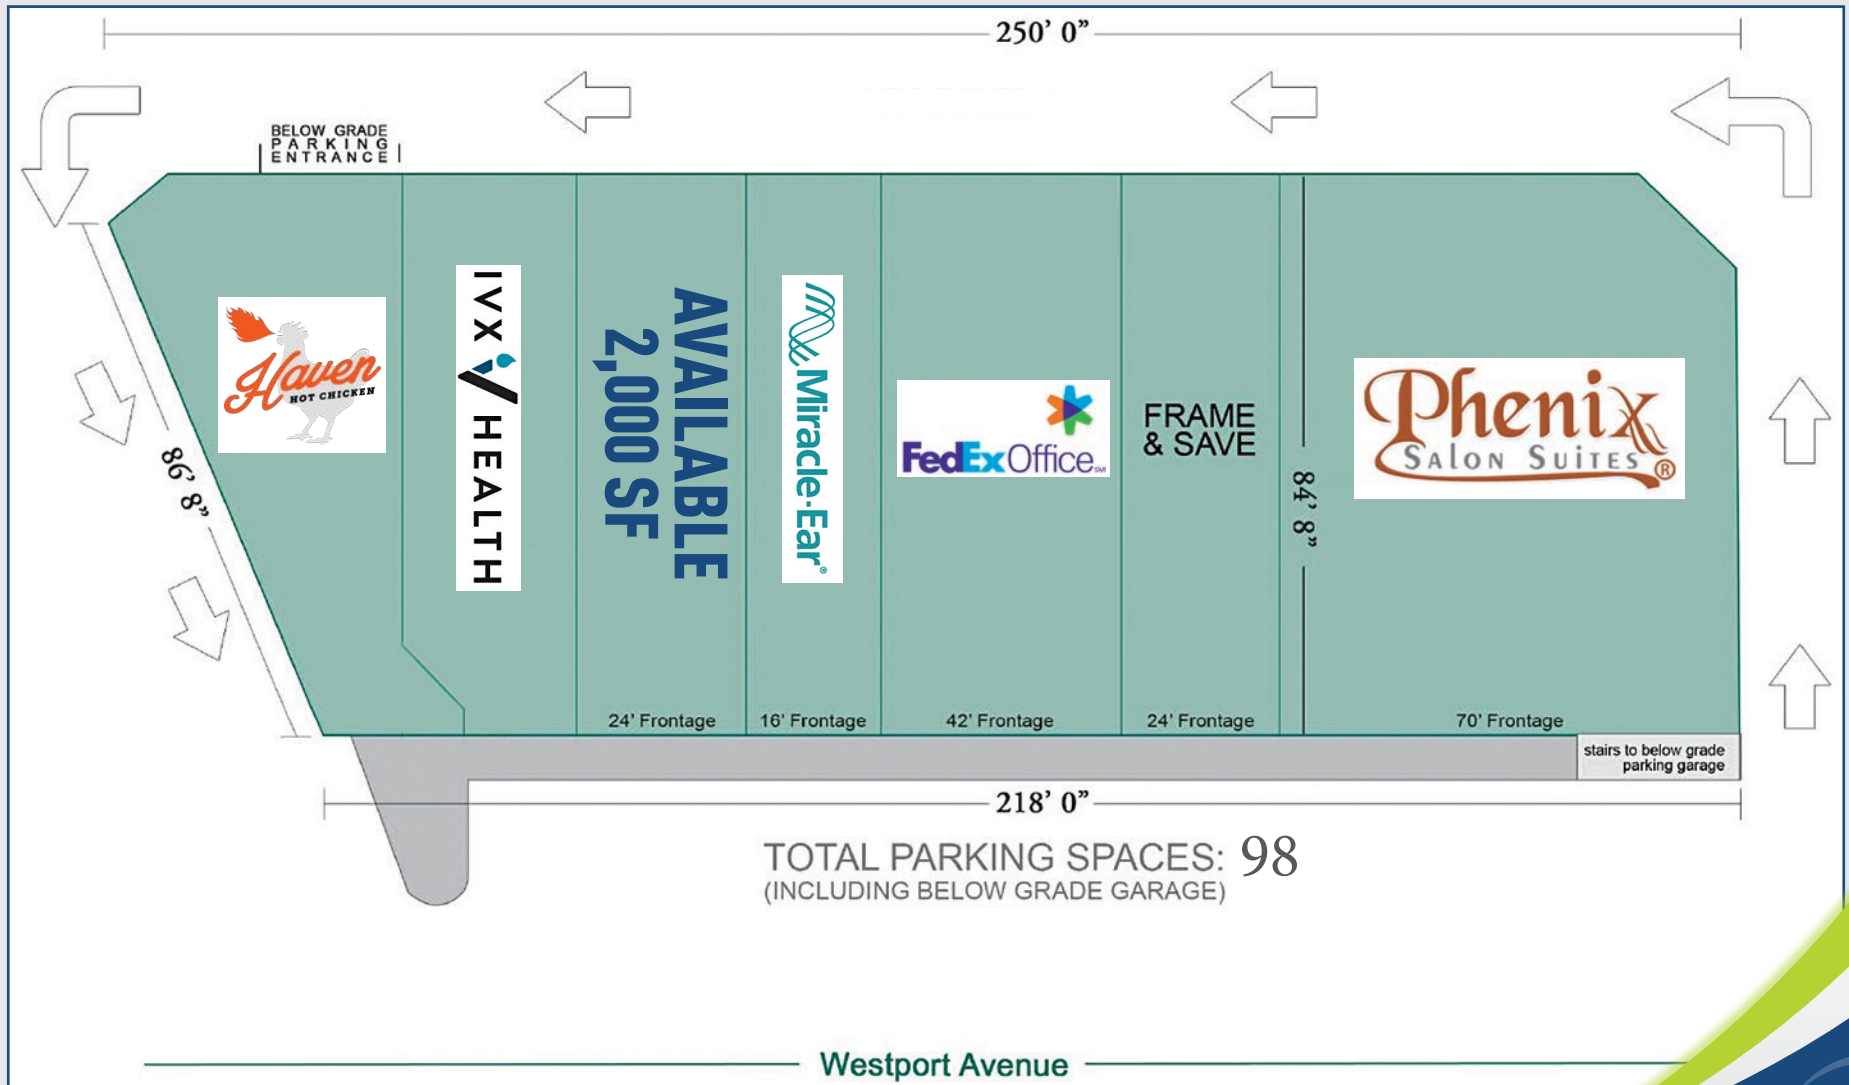 250’ 0”
BELOW GRADE
PARKING
ENTRANCE
86’ 8”
Haven
HOT CHICKEN
IVX HEALTH
AVAILABLE
2,000 SF
Miracle-Ear®
FedEx Office SM
FRAME
& SAVE
84’ 8”
Phenix
SALON SUITES ®
24' Frontage
16' Frontage
42' Frontage
24' Frontage
70' Frontage
stairs to below grade
parking garage
218’ 0”
TOTAL PARKING SPACES: 98
(INCLUDING BELOW GRADE GARAGE)
Westport Avenue